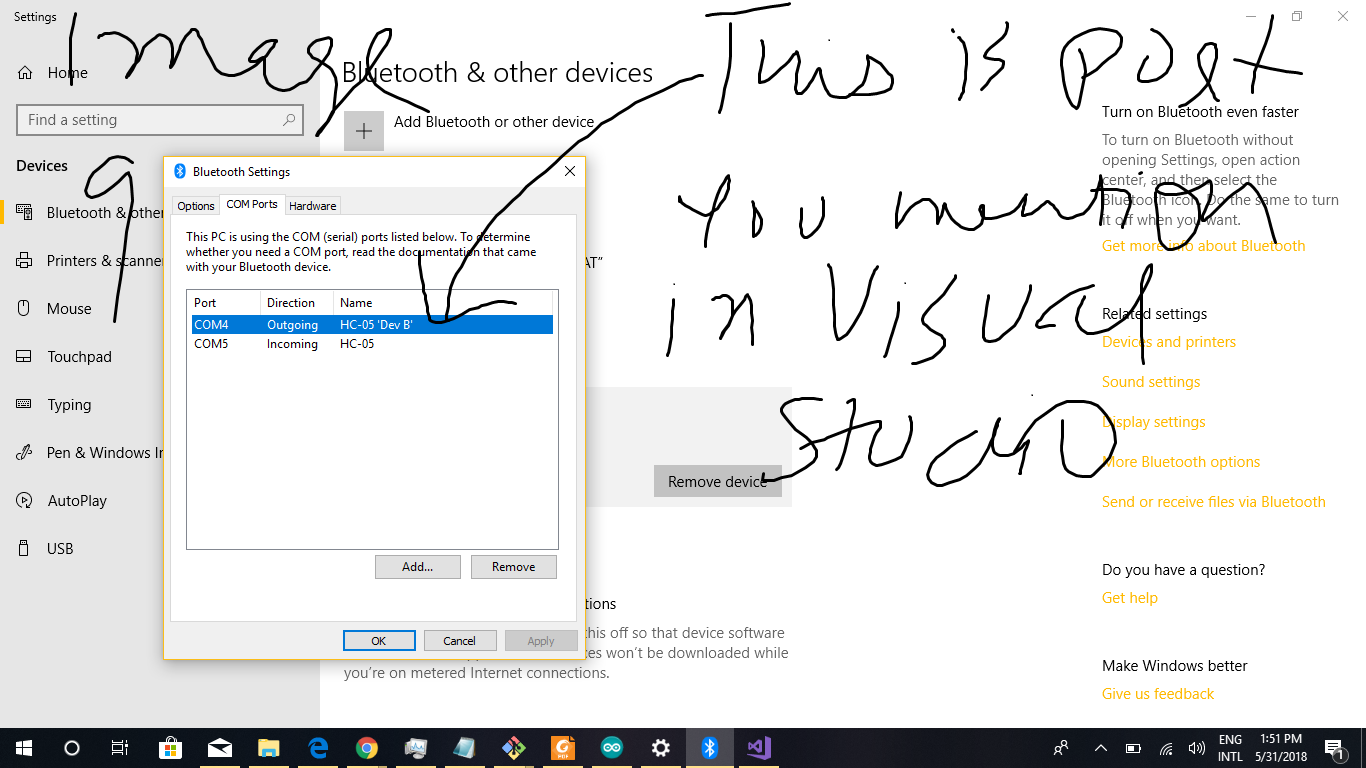 Settings
Image
9
This is post
You mention
in Visual
Studio
Home
Find a setting
Devices
Bluetooth & other
Printers & scanner
Mouse
Touchpad
Typing
Pen & Windows In
AutoPlay
USB
Bluetooth & other devices
Add Bluetooth or other device
AT"
Remove device
tions
his off so that device software
ces won't be downloaded while
you're on metered Internet connections.
Bluetooth Settings
Options COM Ports Hardware
This PC is using the COM (serial) ports listed below. To determine
whether you need a COM port, read the documentation that came
with your Bluetooth device.
Port Direction Name
COM4 Outgoing HC-05 'Dev B'
COM5 Incoming HC-05
Add... Remove
OK Cancel Apply
Turn on Bluetooth even faster
To turn on Bluetooth without
opening Settings, open action
center, and then select the
Bluetooth icon. Do the same to turn
it off when you want.
Get more info about Bluetooth
Related settings
Devices and printers
Sound settings
Display settings
More Bluetooth options
Send or receive files via Bluetooth
Do you have a question?
Get help
Make Windows better
Give us feedback
ENG
INTL
1:51 PM
5/31/2018
1